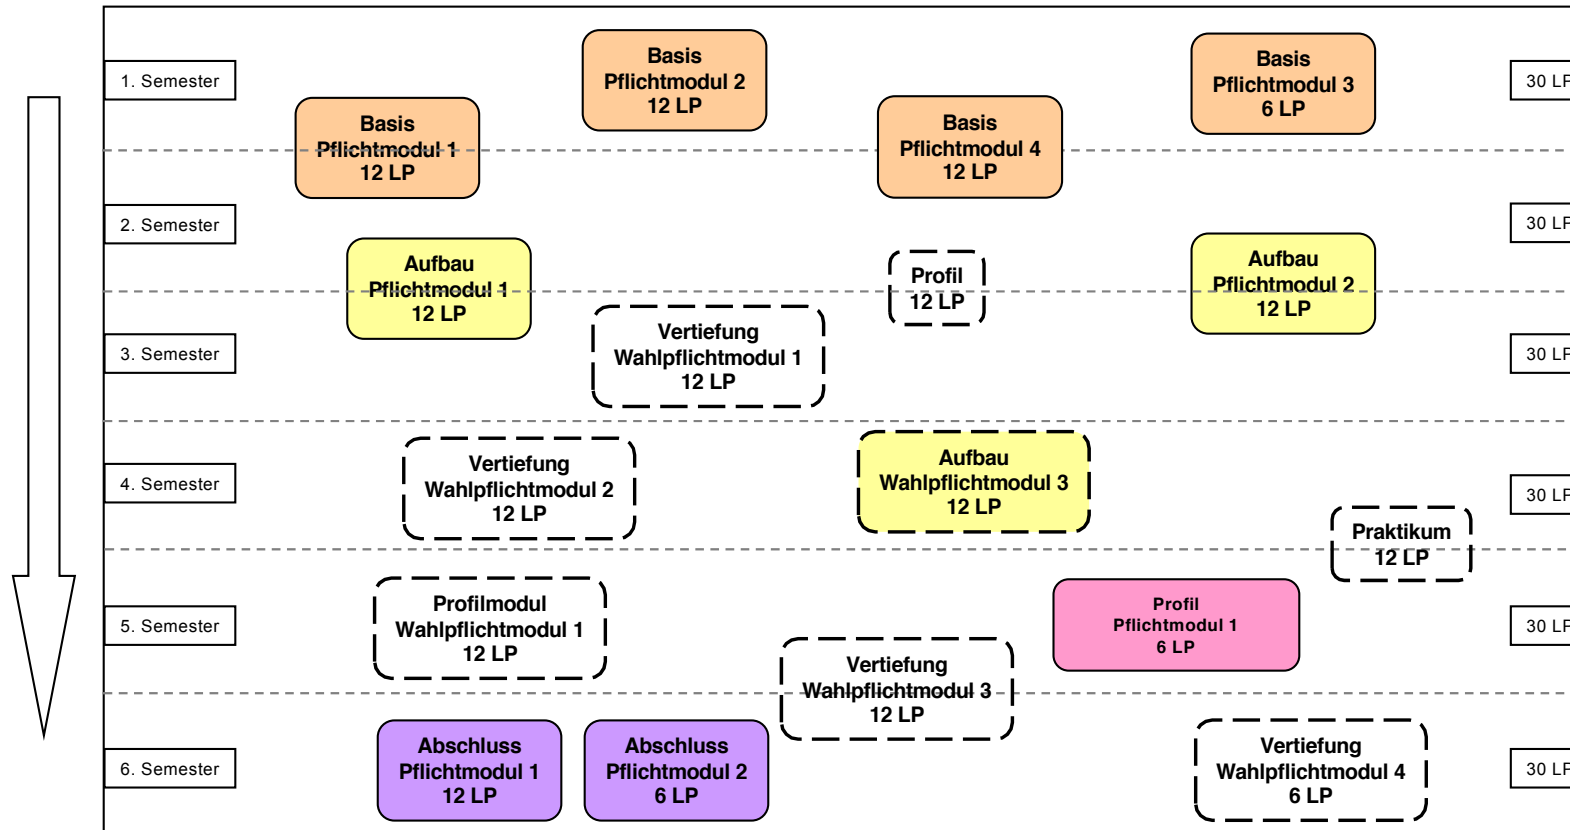 1. Semester
Basis
Pflichtmodul 2
12 LP
Basis
Pflichtmodul 3
6 LP
30 LP
Basis
Pflichtmodul 1
12 LP
Basis
Pflichtmodul 4
12 LP
2. Semester
30 LP
Aufbau
Pflichtmodul 1
12 LP
Profil
12 LP
Aufbau
Pflichtmodul 2
12 LP
3. Semester
Vertiefung
Wahlpflichtmodul 1
12 LP
30 LP
4. Semester
Vertiefung
Wahlpflichtmodul 2
12 LP
Aufbau
Wahlpflichtmodul 3
12 LP
30 LP
Praktikum
12 LP
5. Semester
Profilmodul
Wahlpflichtmodul 1
12 LP
Profil
Pflichtmodul 1
6 LP
30 LP
Vertiefung
Wahlpflichtmodul 3
12 LP
6. Semester
Abschluss
Pflichtmodul 1
12 LP
Abschluss
Pflichtmodul 2
6 LP
Vertiefung
Wahlpflichtmodul 4
6 LP
30 LP